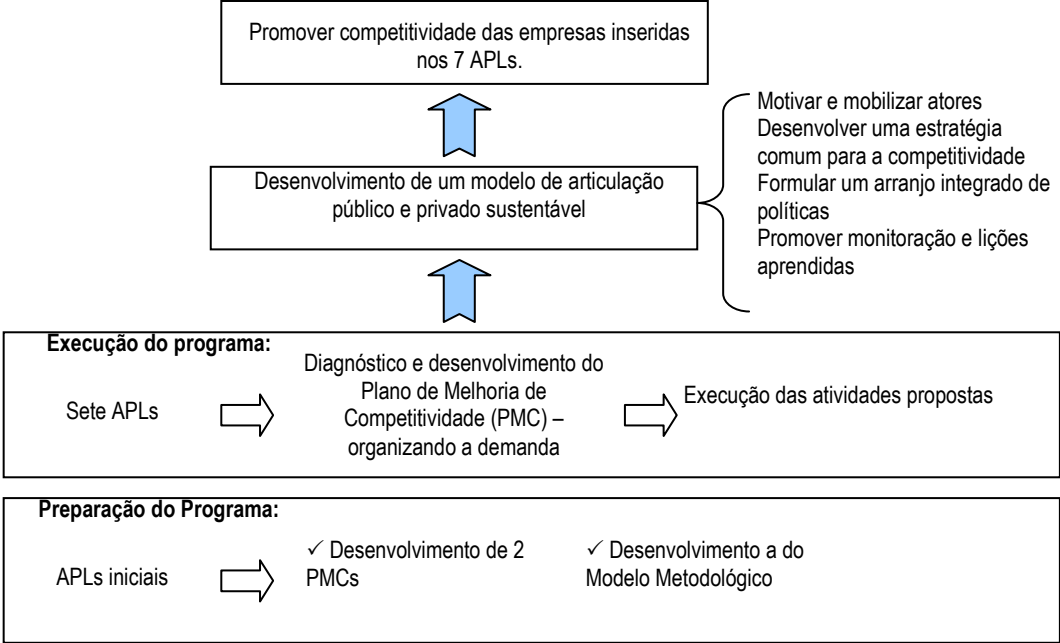 Promover competitividade das empresas inseridas
nos 7 APLs.
Desenvolvimento de um modelo de articulação
público e privado sustentável
Motivar e mobilizar atores
Desenvolver uma estratégia
comum para a competitividade
Formular um arranjo integrado de
políticas
Promover monitoração e lições
aprendidas
Execução do programa:
Sete APLs
Diagnóstico e desenvolvimento do
Plano de Melhoria de
Competitividade (PMC) –
organizando a demanda
Execução das atividades propostas
Preparação do Programa:
APLs iniciais
✓ Desenvolvimento de 2
PMCs
✓ Desenvolvimento a do
Modelo Metodológico